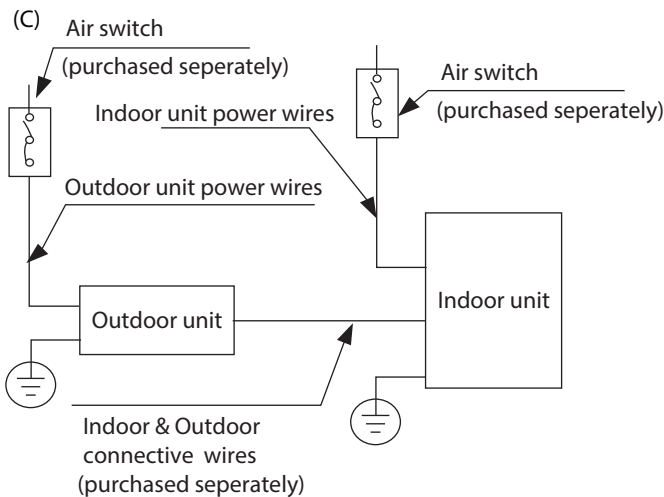 (C)
Air switch
(purchased seperately)
Air switch
(purchased seperately)
Indoor unit power wires
Outdoor unit power wires
Outdoor unit
Indoor unit
Indoor & Outdoor
connective wires
(purchased seperately)